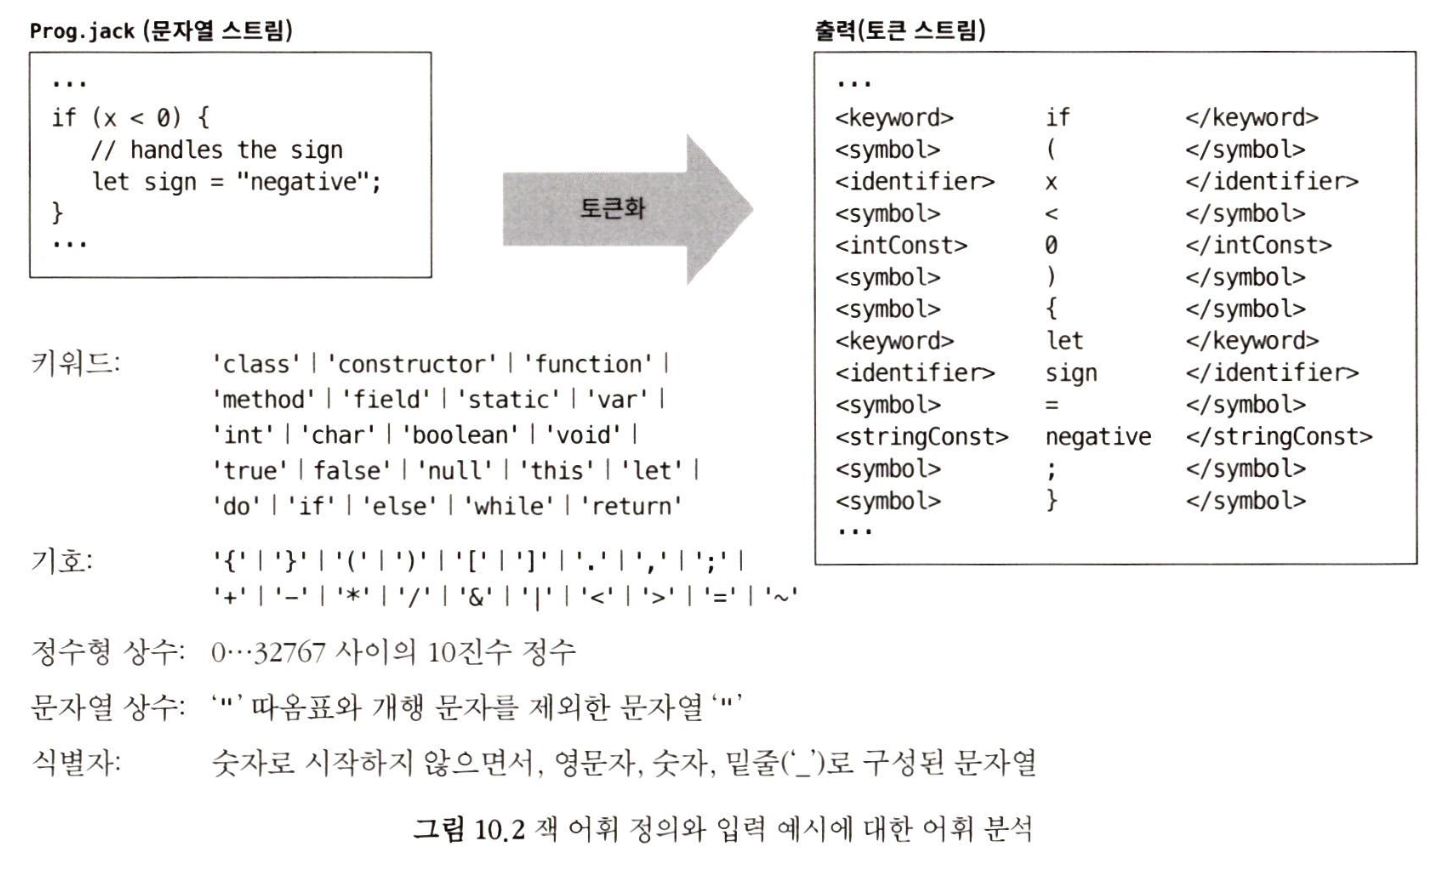 Prog.jack (문자열 스트림)
...
if (x < 0) {
// handles the sign
let sign = "negative";
}
...
토큰화
출력(토큰 스트림)
...
<keyword> if </keyword>
<symbol> ( </symbol>
<identifier> x </identifier>
<symbol> < </symbol>
<intConst> 0 </intConst>
<symbol> ) </symbol>
<symbol> { </symbol>
<keyword> let </keyword>
<identifier> sign </identifier>
<symbol> = </symbol>
<stringConst> negative </stringConst>
<symbol> ; </symbol>
<symbol> } </symbol>
...
키워드: 'class' | 'constructor' | 'function' |
'method' | 'field' | 'static' | 'var' |
'int' | 'char' | 'boolean' | 'void' |
'true' | false' | 'null' | 'this' | 'let' |
'do' | 'if' | 'else' | 'while' | 'return'
기호: '{' | '}' | '(' | ')' | '[' | ']' | '.' | ',' | ';' |
'+' | '-' | '*' | '/' | '&' | '|' | '<' | '>' | '=' | '~'
정수형 상수: 0…32767 사이의 10진수 정수
문자열 상수: ‘"’ 따옴표와 개행 문자를 제외한 문자열 ‘"’
식별자: 숫자로 시작하지 않으면서, 영문자, 숫자, 밑줄(‘_’)로 구성된 문자열
그림 10.2 잭 어휘 정의와 입력 예시에 대한 어휘 분석